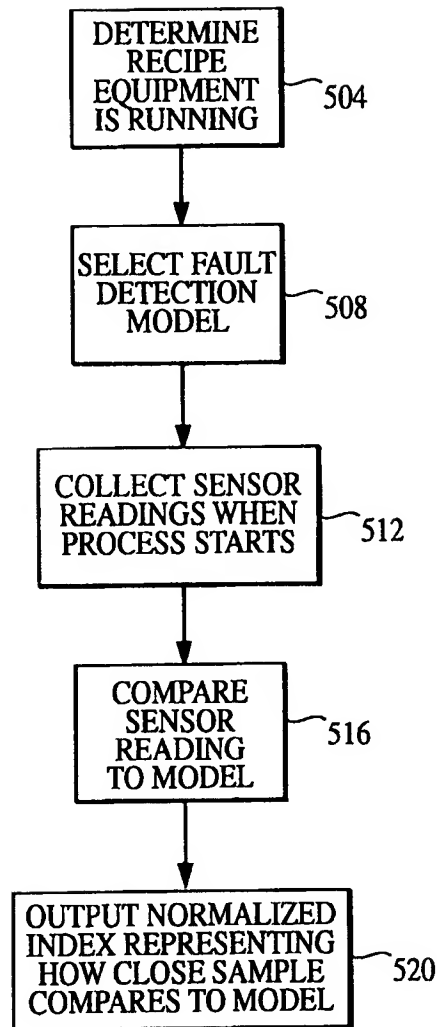 DETERMINE
RECIPE
EQUIPMENT
IS RUNNING
504
SELECT FAULT
DETECTION
MODEL
508
COLLECT SENSOR
READINGS WHEN
PROCESS STARTS
512
COMPARE
SENSOR
READING
TO MODEL
516
OUTPUT NORMALIZED
INDEX REPRESENTING
HOW CLOSE SAMPLE
COMPARES TO MODEL
520